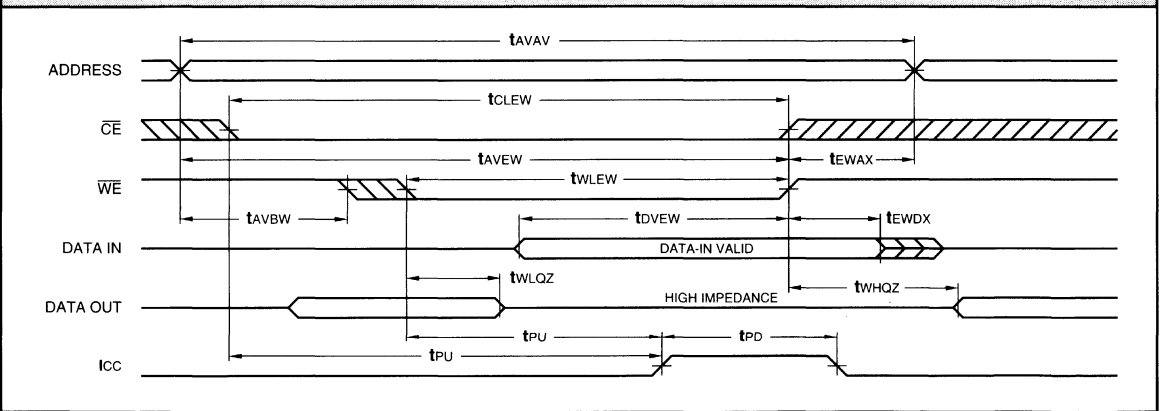 tAVAV
ADDRESS
tCLEW
CE
tAVEW
tEWAX
WE
tWLEW
tAVBW
tDVEW
tEWDX
DATA IN
DATA-IN VALID
tWLQZ
tWHQZ
DATA OUT
HIGH IMPEDANCE
tPU
tPD
tPU
ICC